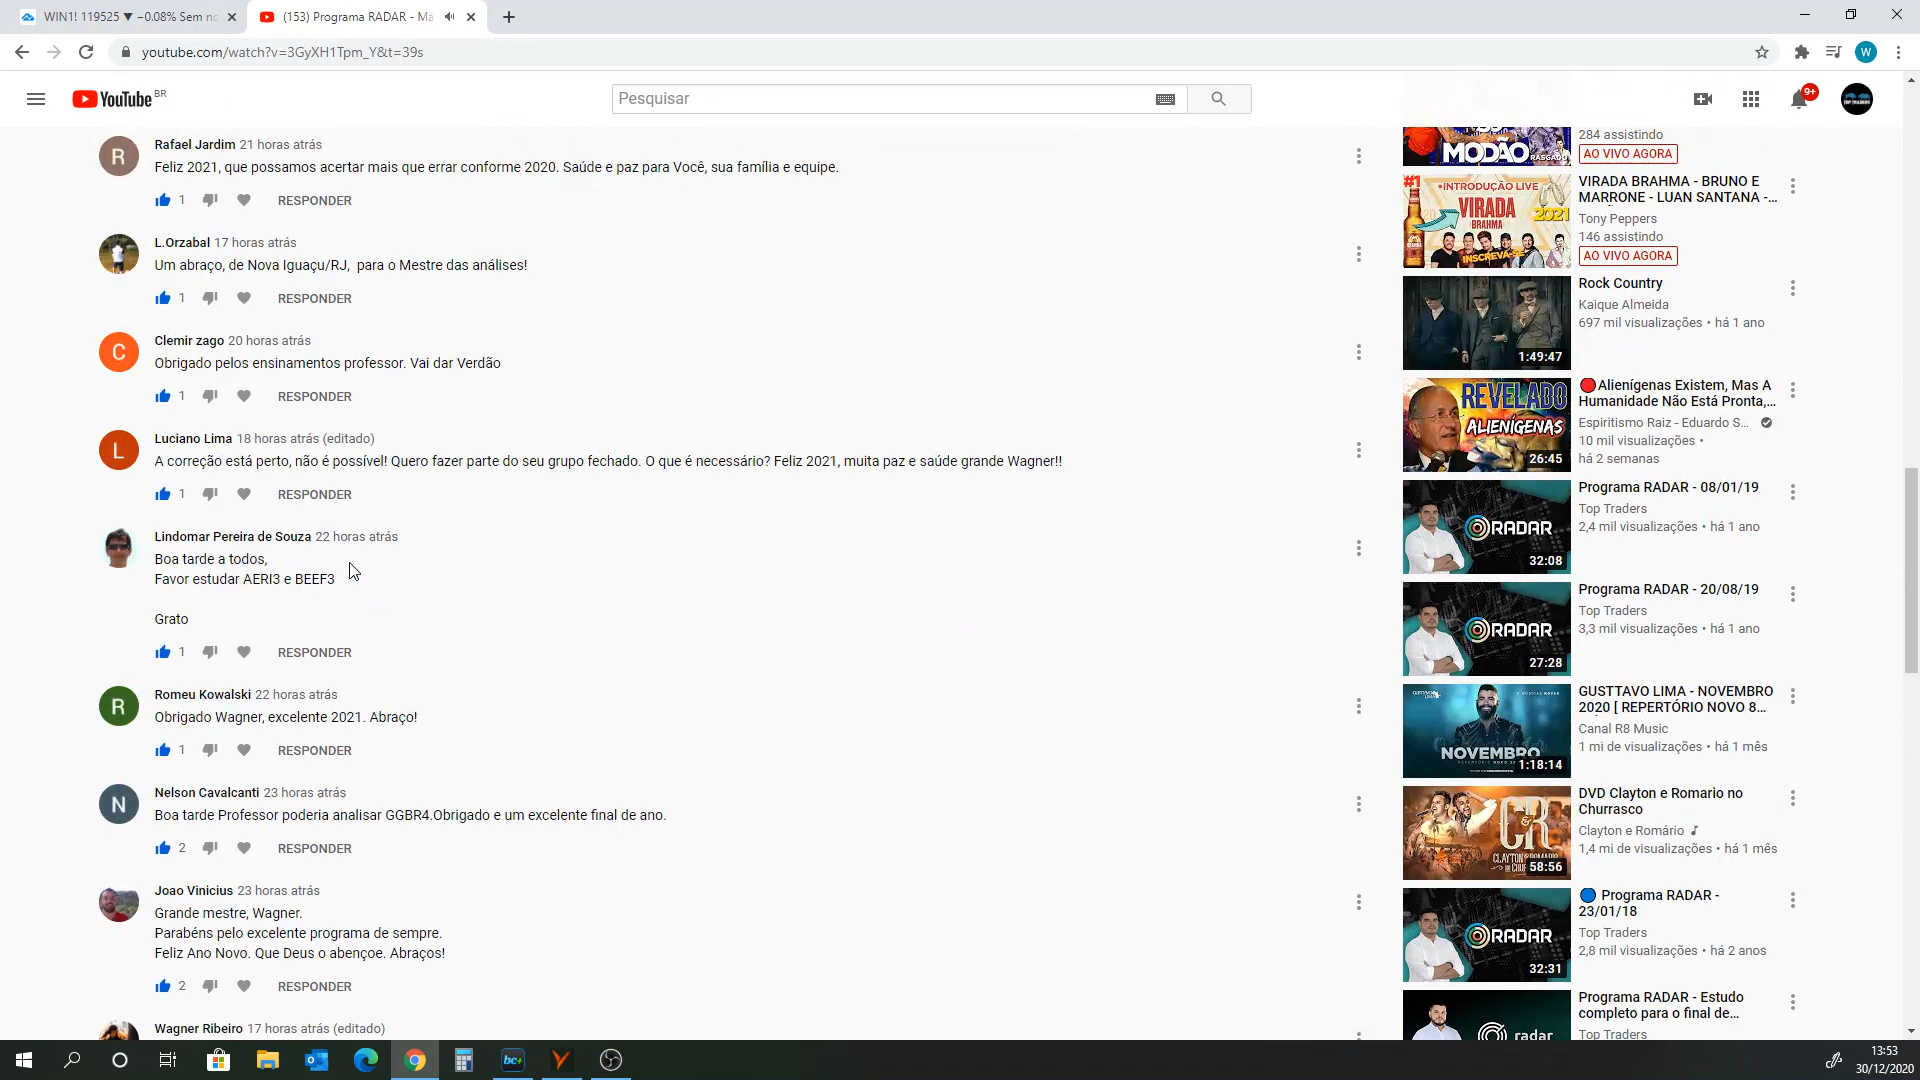 WIN1! 119525 ▼ −0.08% Sem no
(153) Programa RADAR - Má
youtube.com/watch?v=3GyXH1Tpm_Y&t=39s
W
YouTube BR
Pesquisar
9+
TOP TRADERS
R
Rafael Jardim 21 horas atrás
Feliz 2021, que possamos acertar mais que errar conforme 2020. Saúde e paz para Você, sua família e equipe.
1 RESPONDER
L.Orzabal 17 horas atrás
Um abraço, de Nova Iguaçu/RJ, para o Mestre das análises!
1 RESPONDER
C
Clemir zago 20 horas atrás
Obrigado pelos ensinamentos professor. Vai dar Verdão
1 RESPONDER
L
Luciano Lima 18 horas atrás (editado)
A correção está perto, não é possível! Quero fazer parte do seu grupo fechado. O que é necessário? Feliz 2021, muita paz e saúde grande Wagner!!
1 RESPONDER
Lindomar Pereira de Souza 22 horas atrás
Boa tarde a todos,
Favor estudar AERI3 e BEEF3
Grato
1 RESPONDER
R
Romeu Kowalski 22 horas atrás
Obrigado Wagner, excelente 2021. Abraço!
1 RESPONDER
N
Nelson Cavalcanti 23 horas atrás
Boa tarde Professor poderia analisar GGBR4.Obrigado e um excelente final de ano.
2 RESPONDER
Joao Vinicius 23 horas atrás
Grande mestre, Wagner.
Parabéns pelo excelente programa de sempre.
Feliz Ano Novo. Que Deus o abençoe. Abraços!
2 RESPONDER
Wagner Ribeiro 17 horas atrás (editado)
MODÃO
RASGADO
284 assistindo
AO VIVO AGORA
#1
INTRODUÇÃO LIVE
VIRADA
BRAHMA
2021
INSCREVA-SE
VIRADA BRAHMA - BRUNO E
MARRONE - LUAN SANTANA -...
Tony Peppers
146 assistindo
AO VIVO AGORA
1:49:47
Rock Country
Kaique Almeida
697 mil visualizações • há 1 ano
REVELADO
ALIENÍGENAS
26:45
Alienígenas Existem, Mas A
Humanidade Não Está Pronta,...
Espiritismo Raiz - Eduardo S...
10 mil visualizações •
há 2 semanas
RADAR
32:08
Programa RADAR - 08/01/19
Top Traders
2,4 mil visualizações • há 1 ano
RADAR
27:28
Programa RADAR - 20/08/19
Top Traders
3,3 mil visualizações • há 1 ano
NOVEMBRO
1:18:14
GUSTTAVO LIMA - NOVEMBRO
2020 [ REPERTÓRIO NOVO 8...
Canal R8 Music
1 mi de visualizações • há 1 mês
C&R
58:56
DVD Clayton e Romario no
Churrasco
Clayton e Romário
1,4 mi de visualizações • há 1 mês
RADAR
32:31
Programa RADAR -
23/01/18
Top Traders
2,8 mil visualizações • há 2 anos
radar
Programa RADAR - Estudo
completo para o final de...
Top Traders
bc+
13:53
30/12/2020